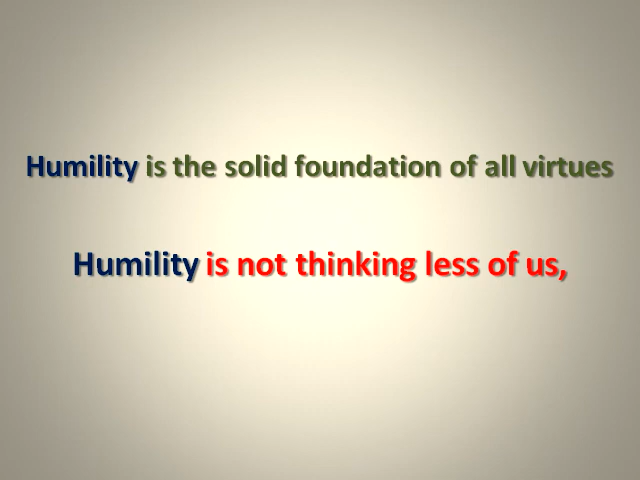 Humility is the solid foundation of all virtues
Humility is not thinking less of us,